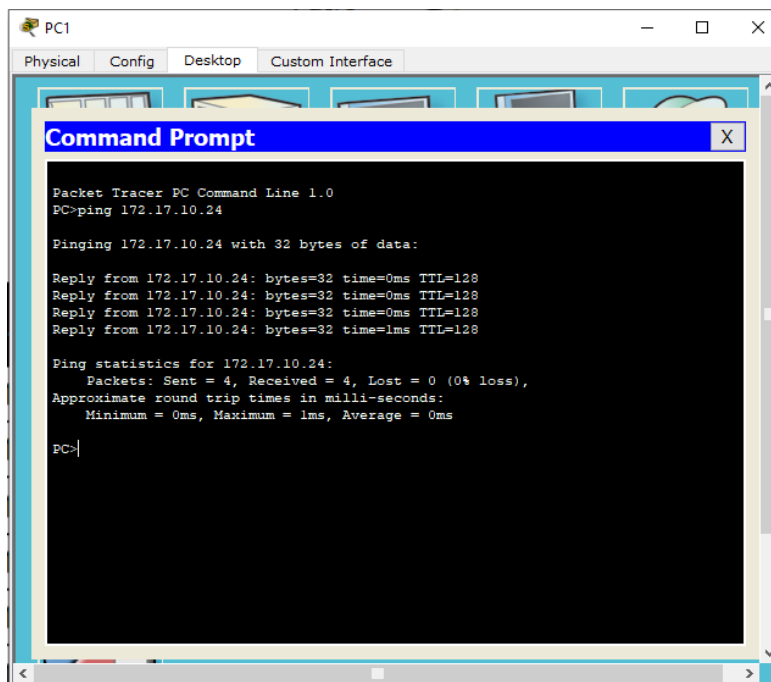 PC1
Physical Config Desktop Custom Interface
Command Prompt X
Packet Tracer PC Command Line 1.0
PC>ping 172.17.10.24
Pinging 172.17.10.24 with 32 bytes of data:
Reply from 172.17.10.24: bytes=32 time=0ms TTL=128
Reply from 172.17.10.24: bytes=32 time=0ms TTL=128
Reply from 172.17.10.24: bytes=32 time=0ms TTL=128
Reply from 172.17.10.24: bytes=32 time=1ms TTL=128
Ping statistics for 172.17.10.24:
Packets: Sent = 4, Received = 4, Lost = 0 (0% loss),
Approximate round trip times in milli-seconds:
Minimum = 0ms, Maximum = 1ms, Average = 0ms
PC>